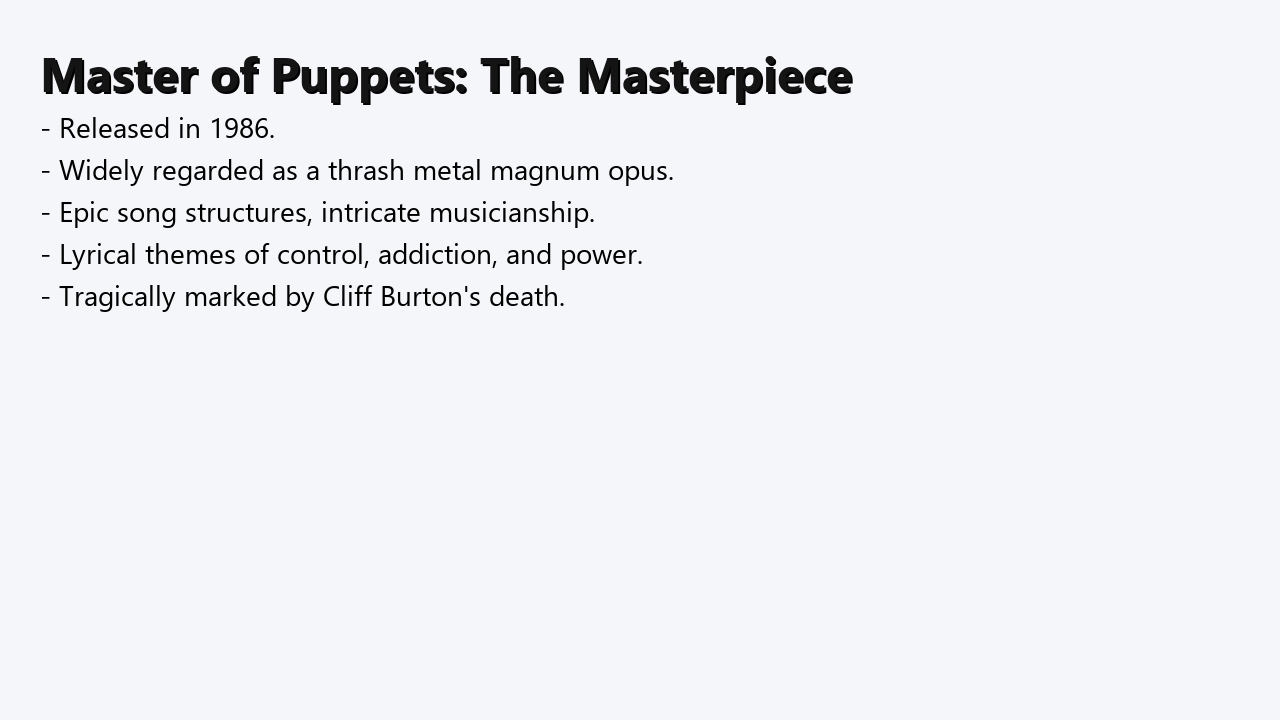 Master of Puppets: The Masterpiece
- Released in 1986.
- Widely regarded as a thrash metal magnum opus.
- Epic song structures, intricate musicianship.
- Lyrical themes of control, addiction, and power.
- Tragically marked by Cliff Burton's death.